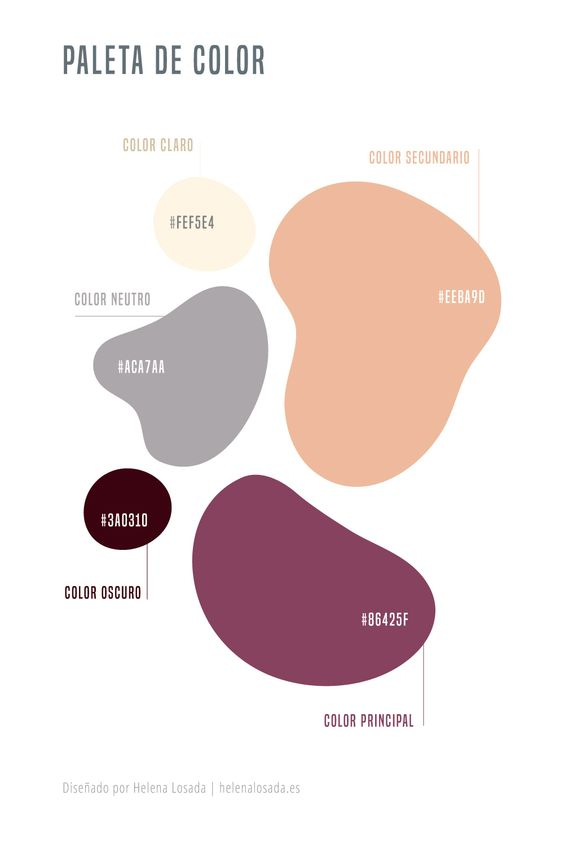 PALETA DE COLOR
COLOR CLARO
COLOR SECUNDARIO
#FEF5E4
COLOR NEUTRO
#EEBA9D
#ACA7AA
#3A0310
COLOR OSCURO
#86425F
COLOR PRINCIPAL
Diseñado por Helena Losada | helenalosada.es